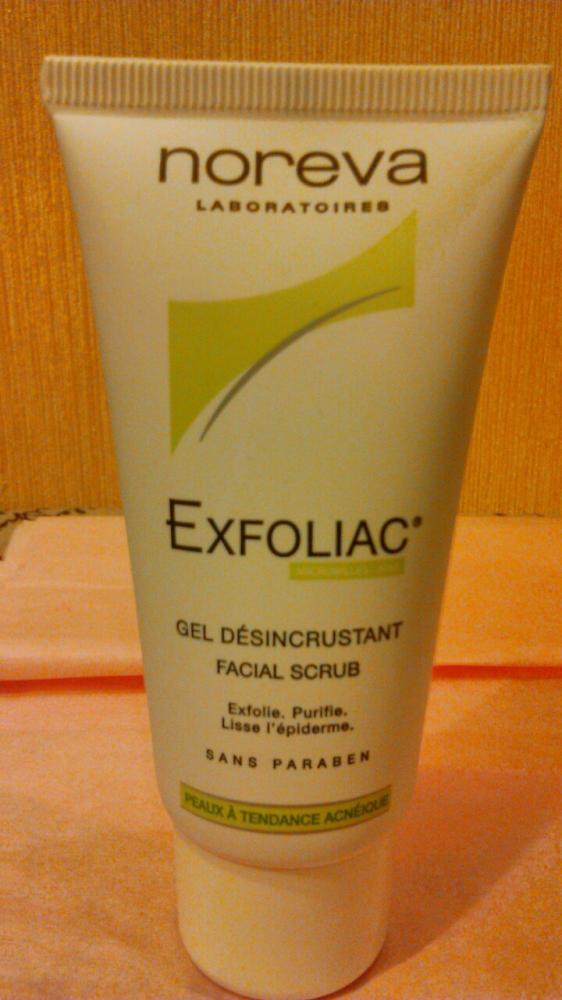 noreva
LABORATOIRES
EXFOLIAC®
GEL DÉSINCRUSTANT
FACIAL SCRUB
Exfolie. Purifie.
Lisse l'épiderme.
SANS PARABEN
PEAUX À TENDANCE ACNÉIQUE